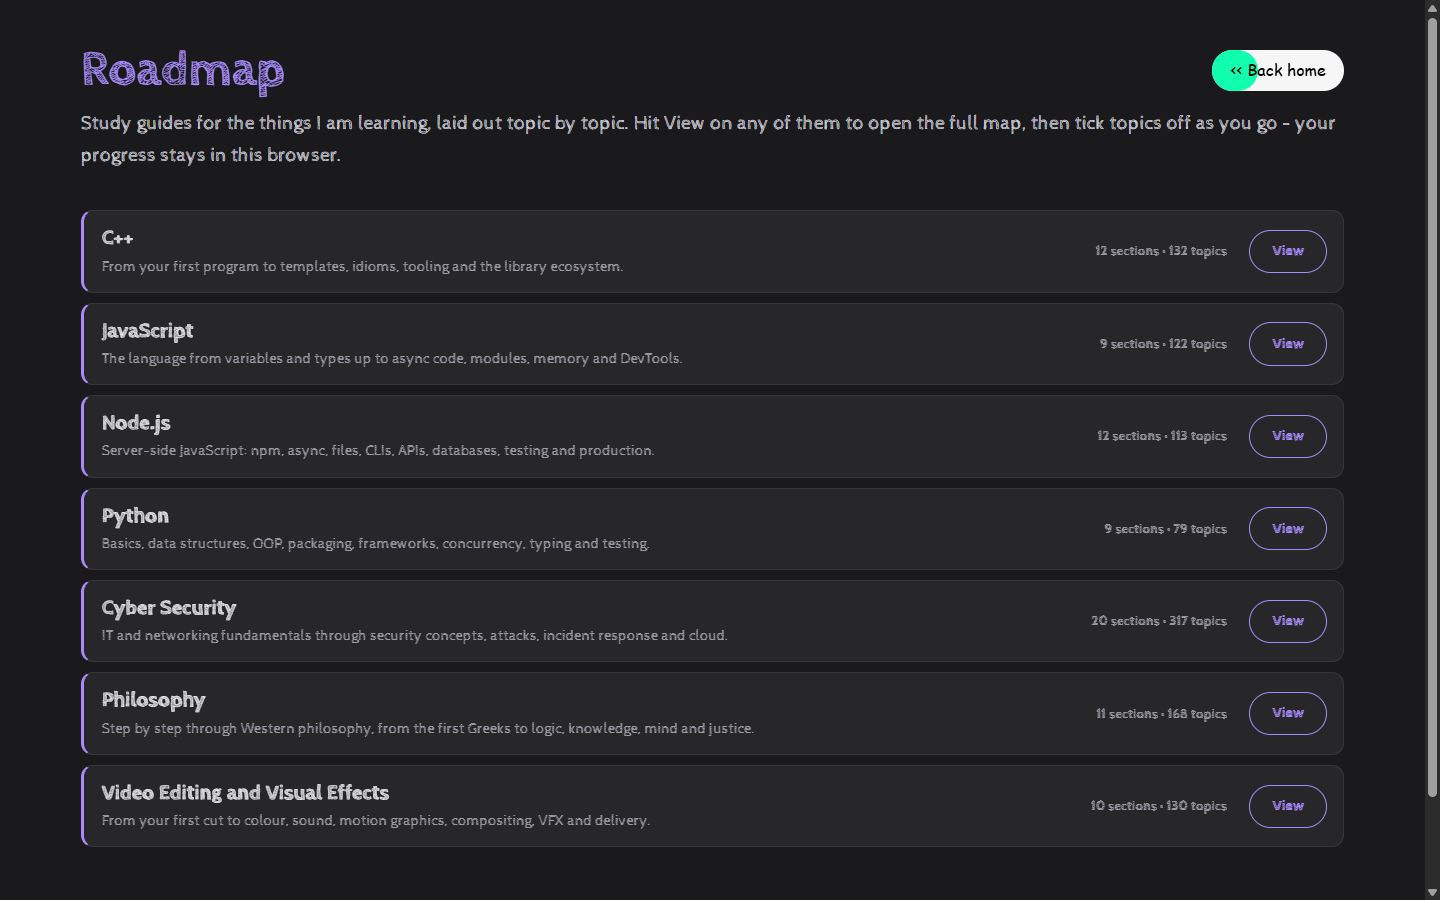 Roadmap
<< Back home
Study guides for the things I am learning, laid out topic by topic. Hit View on any of them to open the full map, then tick topics off as you go - your
progress stays in this browser.
C++
From your first program to templates, idioms, tooling and the library ecosystem.
12 sections • 132 topics
View
JavaScript
The language from variables and types up to async code, modules, memory and DevTools.
9 sections • 122 topics
View
Node.js
Server-side JavaScript: npm, async, files, CLIs, APIs, databases, testing and production.
12 sections • 113 topics
View
Python
Basics, data structures, OOP, packaging, frameworks, concurrency, typing and testing.
9 sections • 79 topics
View
Cyber Security
IT and networking fundamentals through security concepts, attacks, incident response and cloud.
20 sections • 317 topics
View
Philosophy
Step by step through Western philosophy, from the first Greeks to logic, knowledge, mind and justice.
11 sections • 168 topics
View
Video Editing and Visual Effects
From your first cut to colour, sound, motion graphics, compositing, VFX and delivery.
10 sections • 130 topics
View